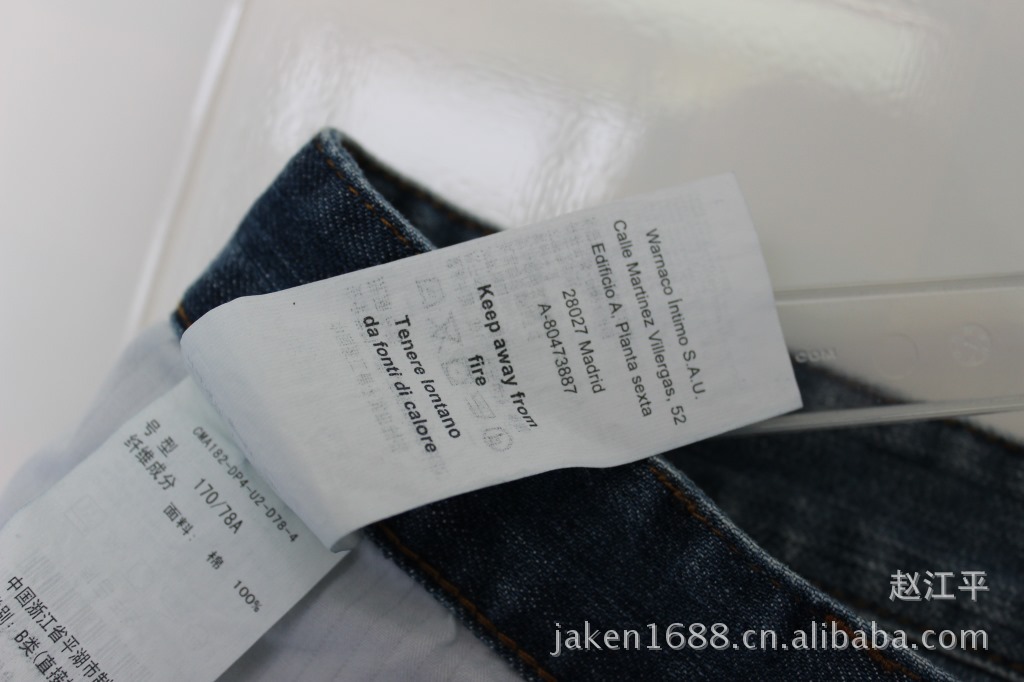 Warnaco Intimo S.A.U.
Calle Martinez Villergas, 52
Edificio A, Planta sexta
28027 Madrid
A-80473887
Keep away from
fire
Tenere lontano
da fonti di calore
CMA182-DP4-U2-D78-4
号 型 170/78A
纤维成分 面料: 棉 100%
中国浙江省平湖市制
别: B类(直接接
赵江平
jaken1688.cn.alibaba.com